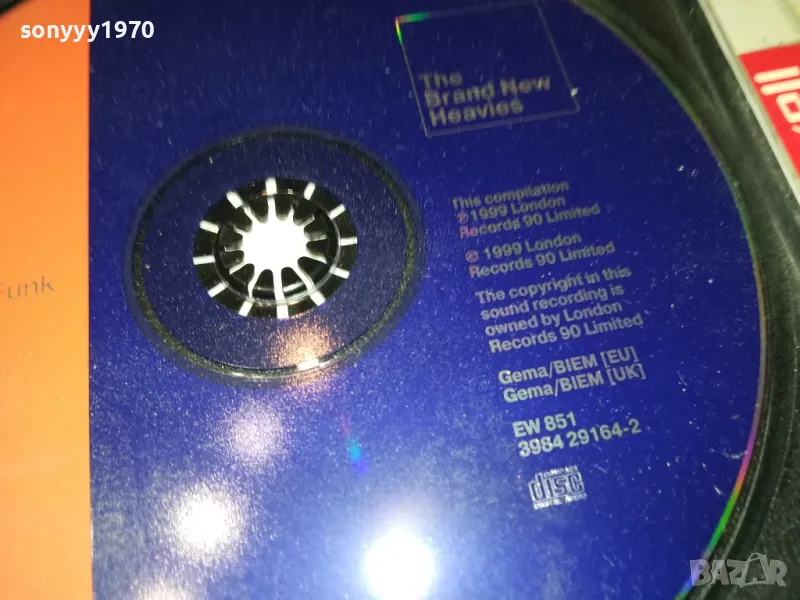 sonyyy1970
The
Brand New
Heavies
This compilation
℗ 1999 London
Records 90 Limited
© 1999 London
Records 90 Limited
The copyright in this
sound recording is
owned by London
Records 90 Limited
Gema/BIEM [EU]
Gema/BIEM [UK]
EW 851
3984 29164-2
disc
Funk
BAZAR